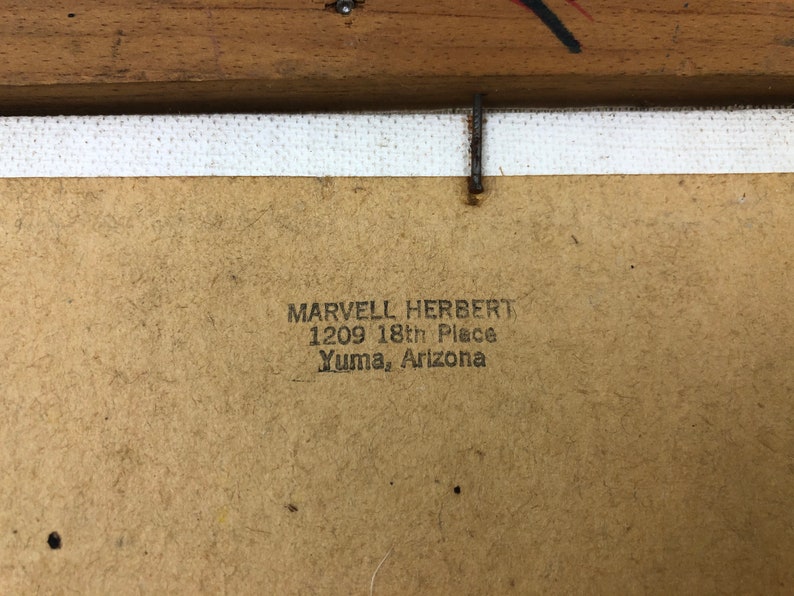 MARVELL HERBERT
1209 18th Place
Yuma, Arizona